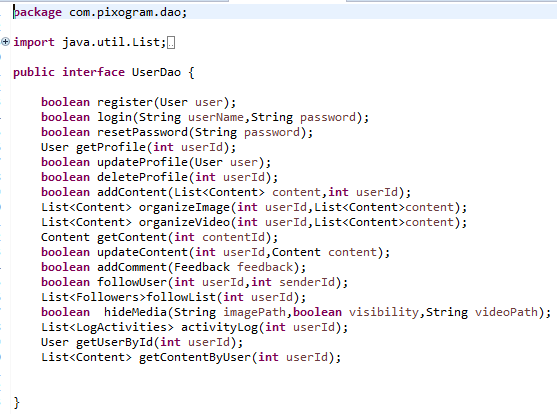 package com.pixogram.dao;
import java.util.List;
public interface UserDao {
boolean register(User user);
boolean login(String userName,String password);
boolean resetPassword(String password);
User getProfile(int userId);
boolean updateProfile(User user);
boolean deleteProfile(int userId);
boolean addContent(List<Content> content,int userId);
List<Content> organizeImage(int userId,List<Content>content);
List<Content> organizeVideo(int userId,List<Content>content);
Content getContent(int contentId);
boolean updateContent(int userId,Content content);
boolean addComment(Feedback feedback);
boolean followUser(int userId,int senderId);
List<Followers>followList(int userId);
boolean  hideMedia(String imagePath,boolean visibility,String videoPath);
List<LogActivities> activityLog(int userId);
User getUserById(int userId);
List<Content> getContentByUser(int userId);
}